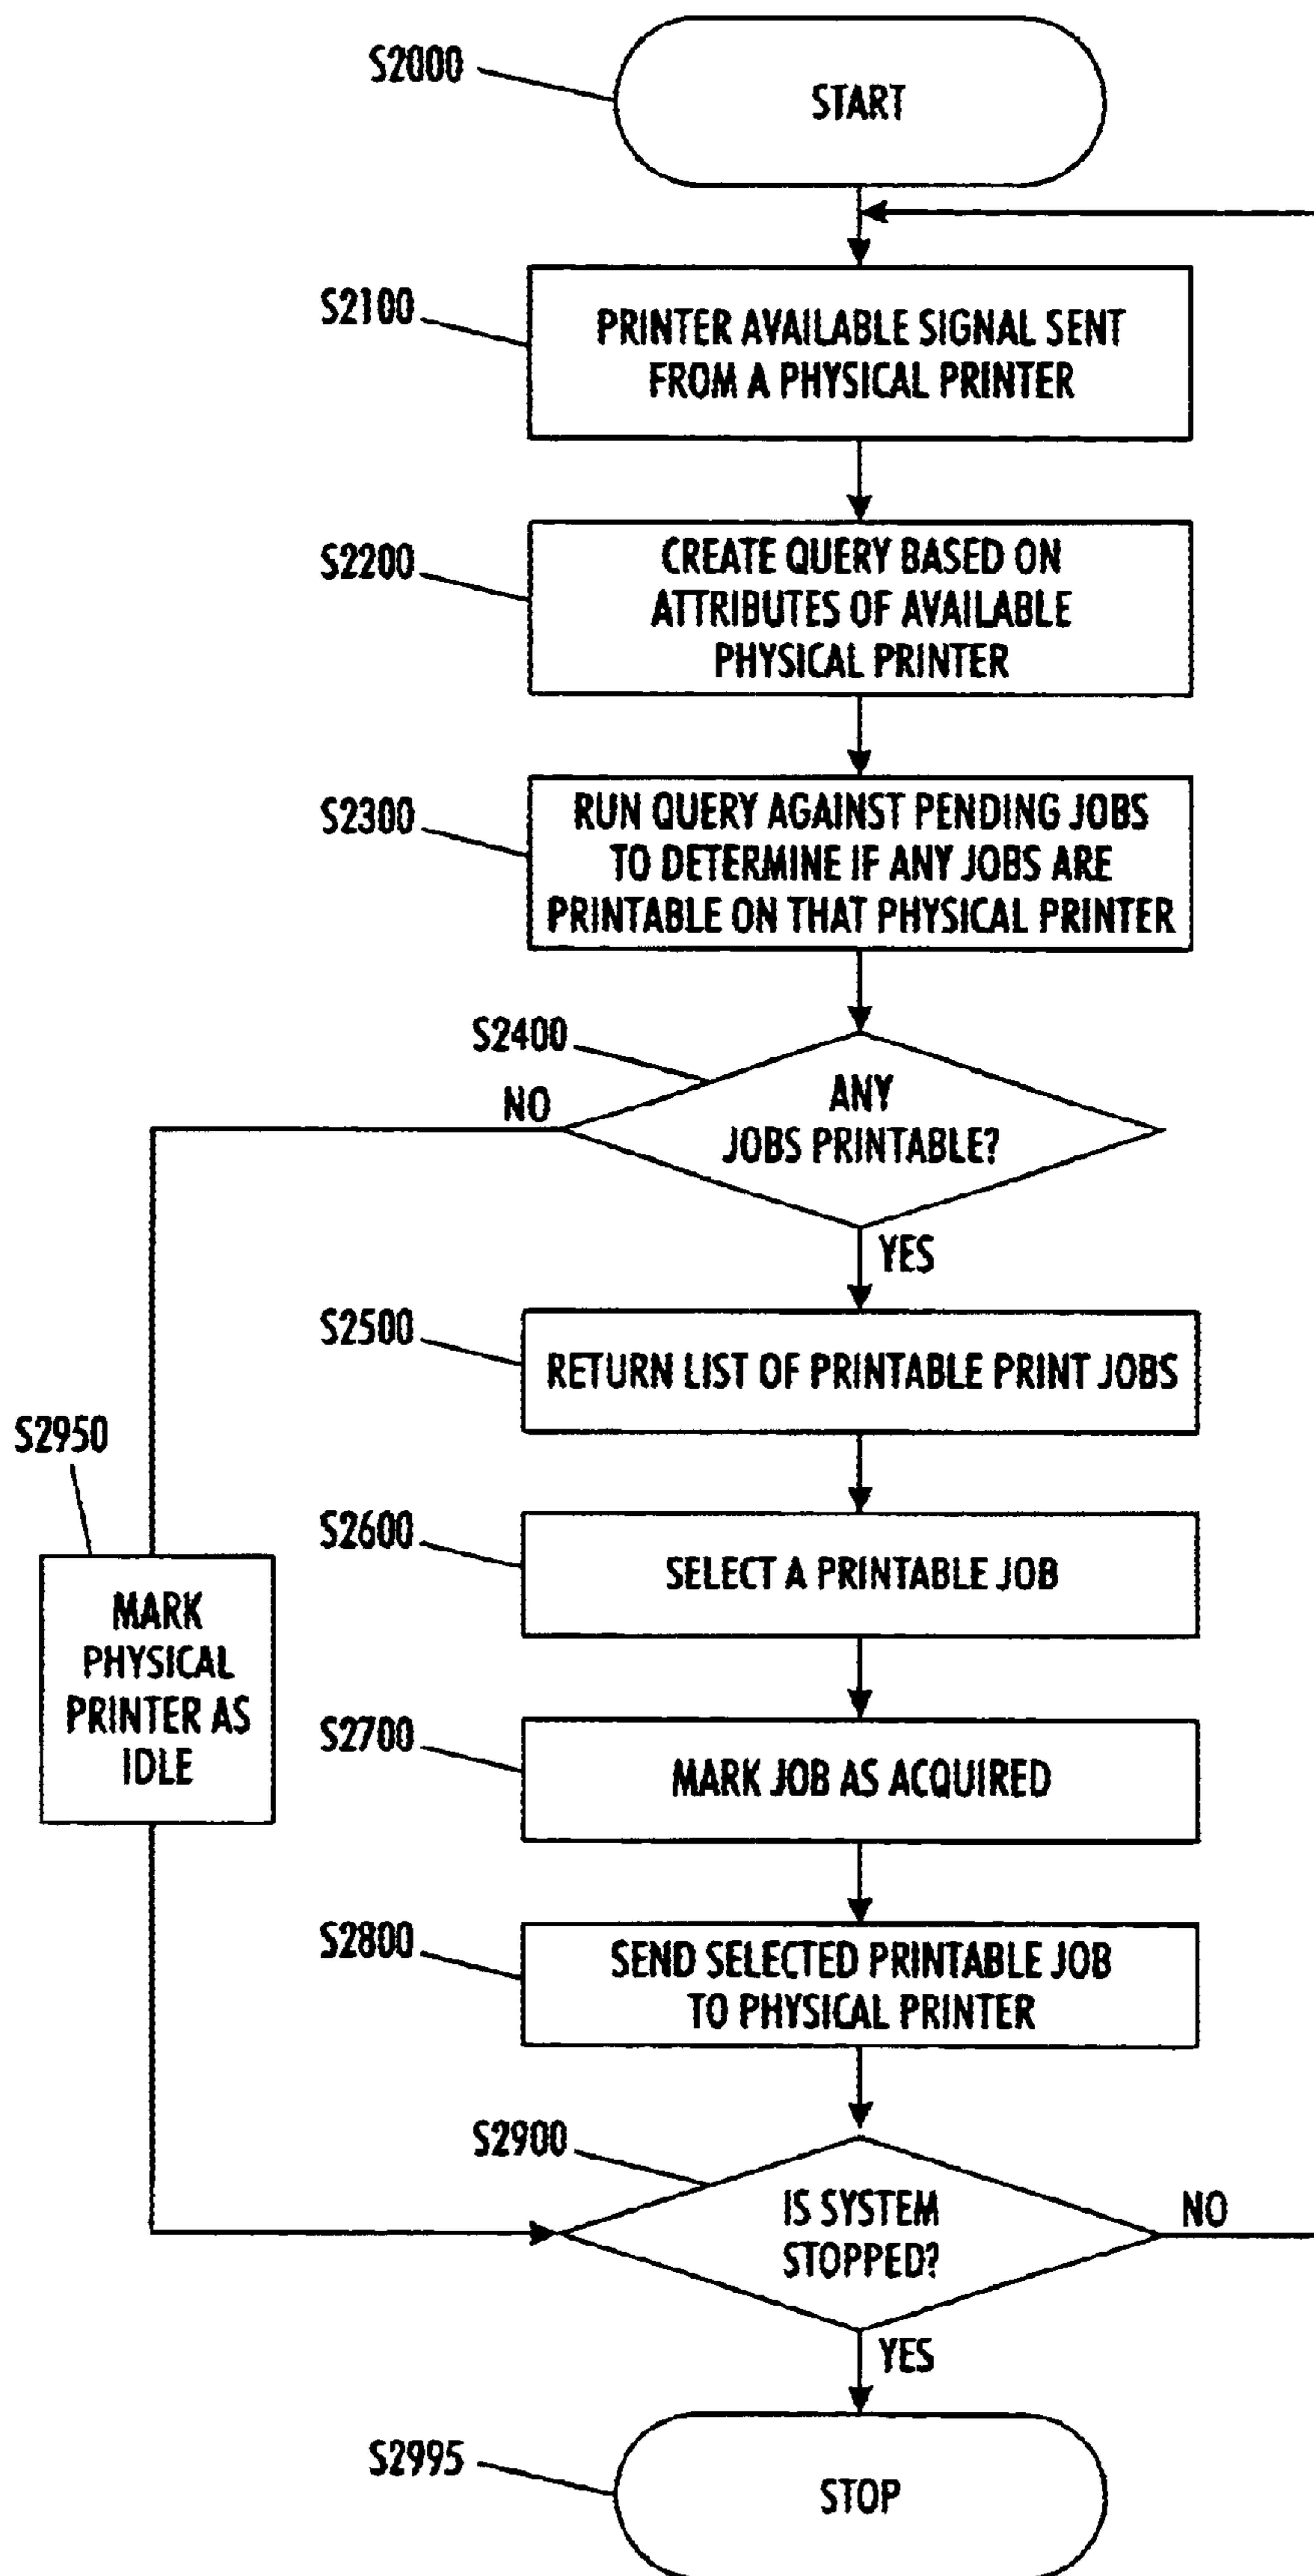 S2000
START
S2100
PRINTER AVAILABLE SIGNAL SENT
FROM A PHYSICAL PRINTER
S2200
CREATE QUERY BASED ON
ATTRIBUTES OF AVAILABLE
PHYSICAL PRINTER
S2300
RUN QUERY AGAINST PENDING JOBS
TO DETERMINE IF ANY JOBS ARE
PRINTABLE ON THAT PHYSICAL PRINTER
S2400
NO
ANY
JOBS PRINTABLE?
YES
S2500
RETURN LIST OF PRINTABLE PRINT JOBS
S2950
MARK
PHYSICAL
PRINTER AS
IDLE
S2600
SELECT A PRINTABLE JOB
S2700
MARK JOB AS ACQUIRED
S2800
SEND SELECTED PRINTABLE JOB
TO PHYSICAL PRINTER
S2900
IS SYSTEM
STOPPED?
NO
YES
S2995
STOP